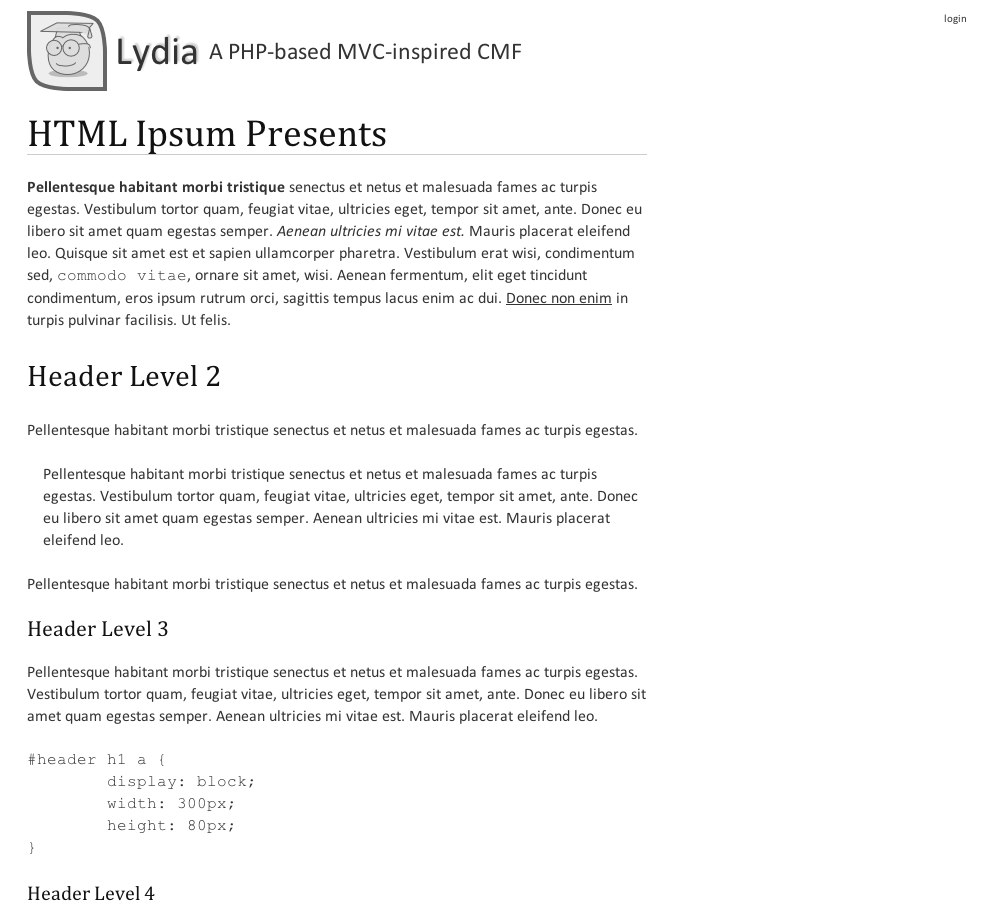 login
Lydia A PHP-based MVC-inspired CMF
HTML Ipsum Presents
Pellentesque habitant morbi tristique senectus et netus et malesuada fames ac turpis
egestas. Vestibulum tortor quam, feugiat vitae, ultricies eget, tempor sit amet, ante. Donec eu
libero sit amet quam egestas semper. Aenean ultricies mi vitae est. Mauris placerat eleifend
leo. Quisque sit amet est et sapien ullamcorper pharetra. Vestibulum erat wisi, condimentum
sed, commodo vitae, ornare sit amet, wisi. Aenean fermentum, elit eget tincidunt
condimentum, eros ipsum rutrum orci, sagittis tempus lacus enim ac dui. Donec non enim in
turpis pulvinar facilisis. Ut felis.
Header Level 2
Pellentesque habitant morbi tristique senectus et netus et malesuada fames ac turpis egestas.
Pellentesque habitant morbi tristique senectus et netus et malesuada fames ac turpis
egestas. Vestibulum tortor quam, feugiat vitae, ultricies eget, tempor sit amet, ante. Donec
eu libero sit amet quam egestas semper. Aenean ultricies mi vitae est. Mauris placerat
eleifend leo.
Pellentesque habitant morbi tristique senectus et netus et malesuada fames ac turpis egestas.
Header Level 3
Pellentesque habitant morbi tristique senectus et netus et malesuada fames ac turpis egestas.
Vestibulum tortor quam, feugiat vitae, ultricies eget, tempor sit amet, ante. Donec eu libero sit
amet quam egestas semper. Aenean ultricies mi vitae est. Mauris placerat eleifend leo.
#header h1 a {
        display: block;
        width: 300px;
        height: 80px;
}
Header Level 4